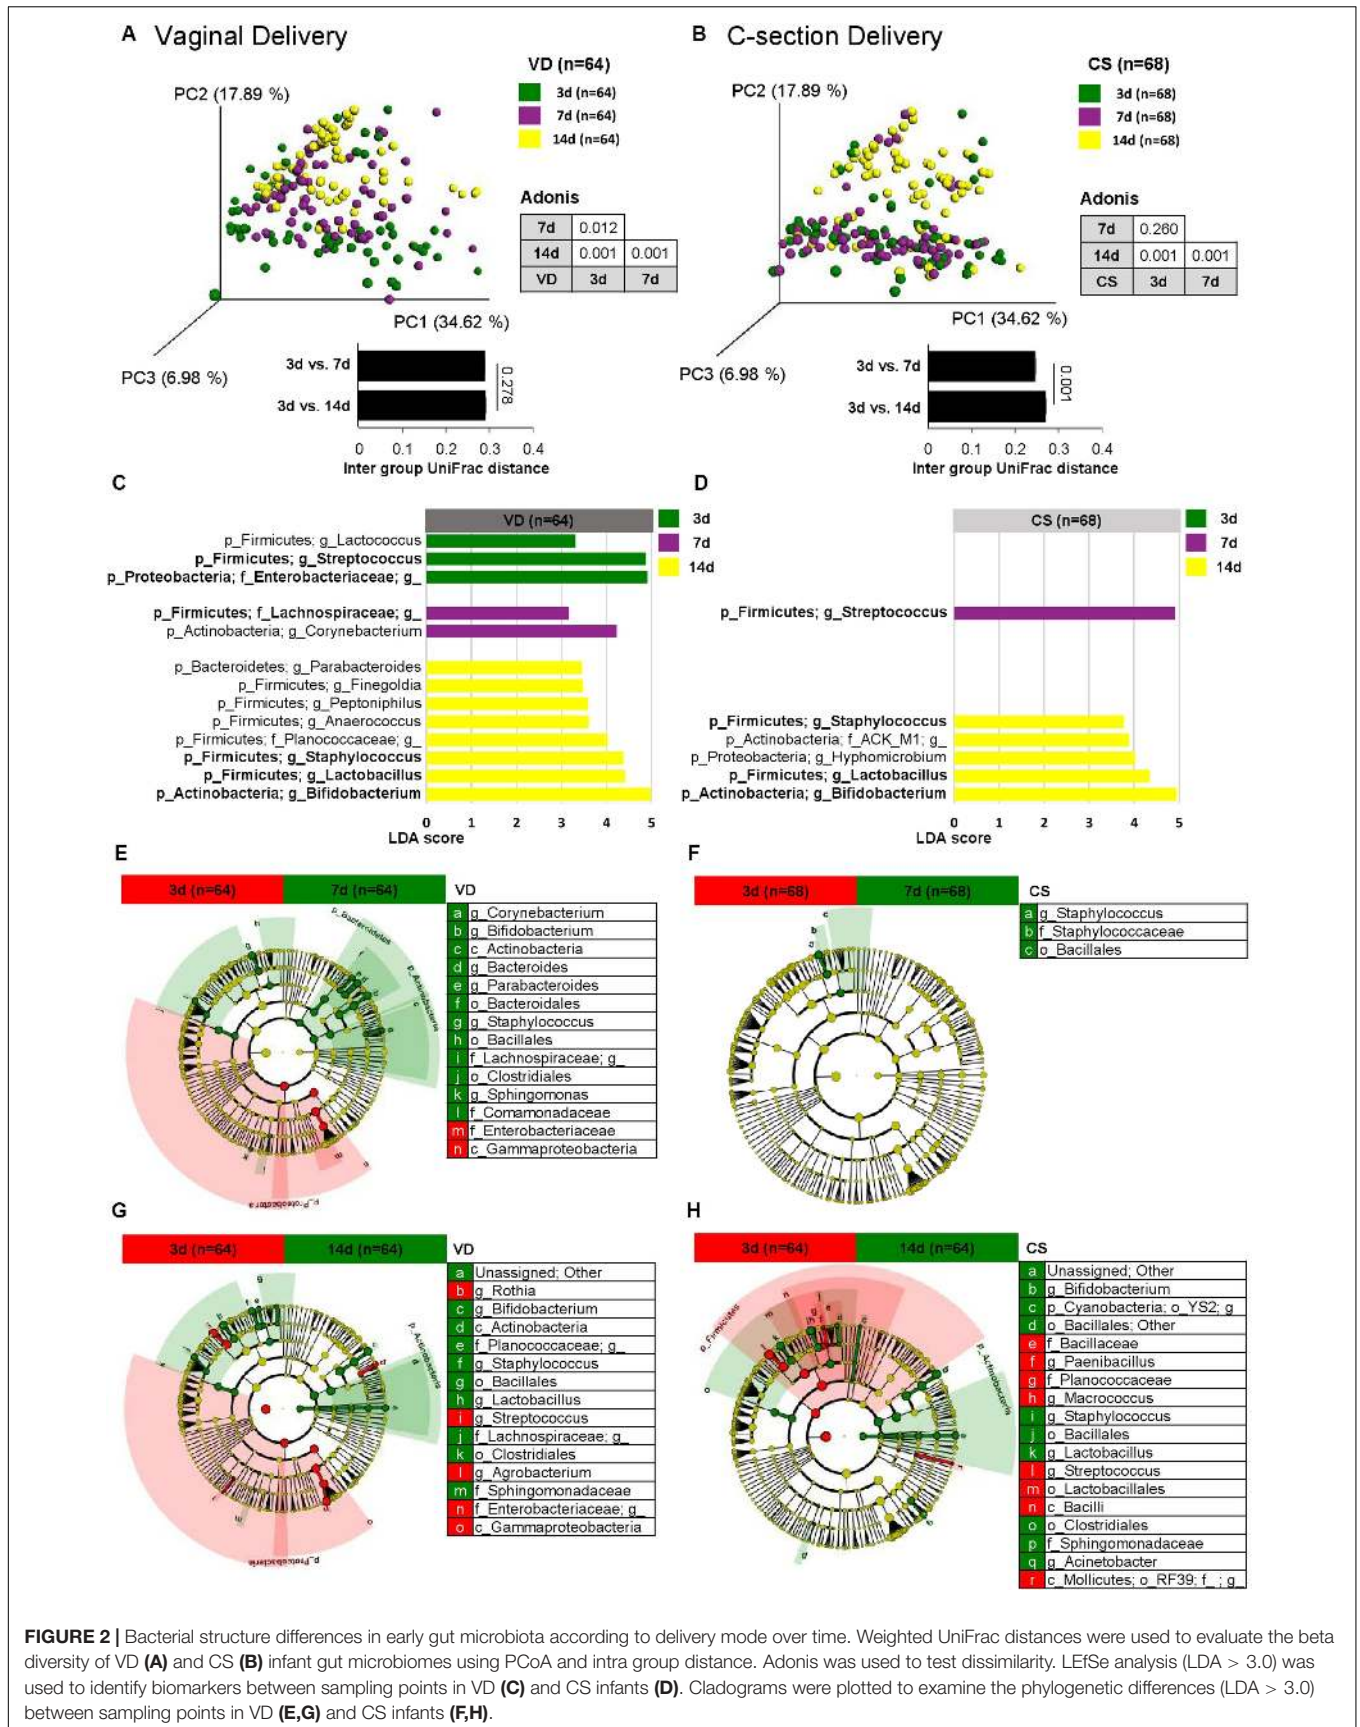 A Vaginal Delivery
B C-section Delivery
PC2 (17.89 %)
VD (n=64)
3d (n=64)
7d (n=64)
14d (n=64)
Adonis
7d 0.012
14d 0.001 0.001
VD 3d 7d
PC1 (34.62 %)
PC3 (6.98 %)
3d vs. 7d
3d vs. 14d
0.278
0 0.1 0.2 0.3 0.4
Inter group UniFrac distance
PC2 (17.89 %)
CS (n=68)
3d (n=68)
7d (n=68)
14d (n=68)
Adonis
7d 0.260
14d 0.001 0.001
CS 3d 7d
PC1 (34.62 %)
PC3 (6.98 %)
3d vs. 7d
3d vs. 14d
0.001
0 0.1 0.2 0.3 0.4
Inter group UniFrac distance
C
VD (n=64)
3d
7d
14d
p_Firmicutes; g_Lactococcus
p_Firmicutes; g_Streptococcus
p_Proteobacteria; f_Enterobacteriaceae; g_
p_Firmicutes; f_Lachnospiraceae; g_
p_Actinobacteria; g_Corynebacterium
p_Bacteroidetes; g_Parabacteroides
p_Firmicutes; g_Finegoldia
p_Firmicutes; g_Peptoniphilus
p_Firmicutes; g_Anaerococcus
p_Firmicutes; f_Planococcaceae; g_
p_Firmicutes; g_Staphylococcus
p_Firmicutes; g_Lactobacillus
p_Actinobacteria; g_Bifidobacterium
0 1 2 3 4 5
LDA score
D
CS (n=68)
3d
7d
14d
p_Firmicutes; g_Streptococcus
p_Firmicutes; g_Staphylococcus
p_Actinobacteria; f_ACK_M1; g_
p_Proteobacteria; g_Hyphomicrobium
p_Firmicutes; g_Lactobacillus
p_Actinobacteria; g_Bifidobacterium
0 1 2 3 4 5
LDA score
E
3d (n=64) 7d (n=64) VD
p_Bacteroidetes
p_Actinobacteria
p_Proteobacteria
a g_Corynebacterium
b g_Bifidobacterium
c c_Actinobacteria
d g_Bacteroides
e g_Parabacteroides
f o_Bacteroidales
g g_Staphylococcus
h o_Bacillales
i f_Lachnospiraceae; g_
j o_Clostridiales
k g_Sphingomonas
l f_Comamonadaceae
m f_Enterobacteriaceae
n c_Gammaproteobacteria
F
3d (n=68) 7d (n=68) CS
a g_Staphylococcus
b f_Staphylococcaceae
c o_Bacillales
G
3d (n=64) 14d (n=64) VD
p_Actinobacteria
p_Proteobacteria
a Unassigned; Other
b g_Rothia
c g_Bifidobacterium
d c_Actinobacteria
e f_Planococcaceae; g_
f g_Staphylococcus
g o_Bacillales
h g_Lactobacillus
i g_Streptococcus
j f_Lachnospiraceae; g_
k o_Clostridiales
l g_Agrobacterium
m f_Sphingomonadaceae
n f_Enterobacteriaceae; g_
o c_Gammaproteobacteria
H
3d (n=64) 14d (n=64) CS
p_Firmicutes
p_Actinobacteria
a Unassigned; Other
b g_Bifidobacterium
c p_Cyanobacteria; o_YS2; g
d o_Bacillales; Other
e f_Bacillaceae
f g_Paenibacillus
g f_Planococcaceae
h g_Macrococcus
i g_Staphylococcus
j o_Bacillales
k g_Lactobacillus
l g_Streptococcus
m o_Lactobacillales
n c_Bacilli
o o_Clostridiales
p f_Sphingomonadaceae
q g_Acinetobacter
r c_Mollicutes; o_RF39; f_ ; g_
FIGURE 2 | Bacterial structure differences in early gut microbiota according to delivery mode over time. Weighted UniFrac distances were used to evaluate the beta
diversity of VD (A) and CS (B) infant gut microbiomes using PCoA and intra group distance. Adonis was used to test dissimilarity. LEfSe analysis (LDA > 3.0) was
used to identify biomarkers between sampling points in VD (C) and CS infants (D). Cladograms were plotted to examine the phylogenetic differences (LDA > 3.0)
between sampling points in VD (E,G) and CS infants (F,H).